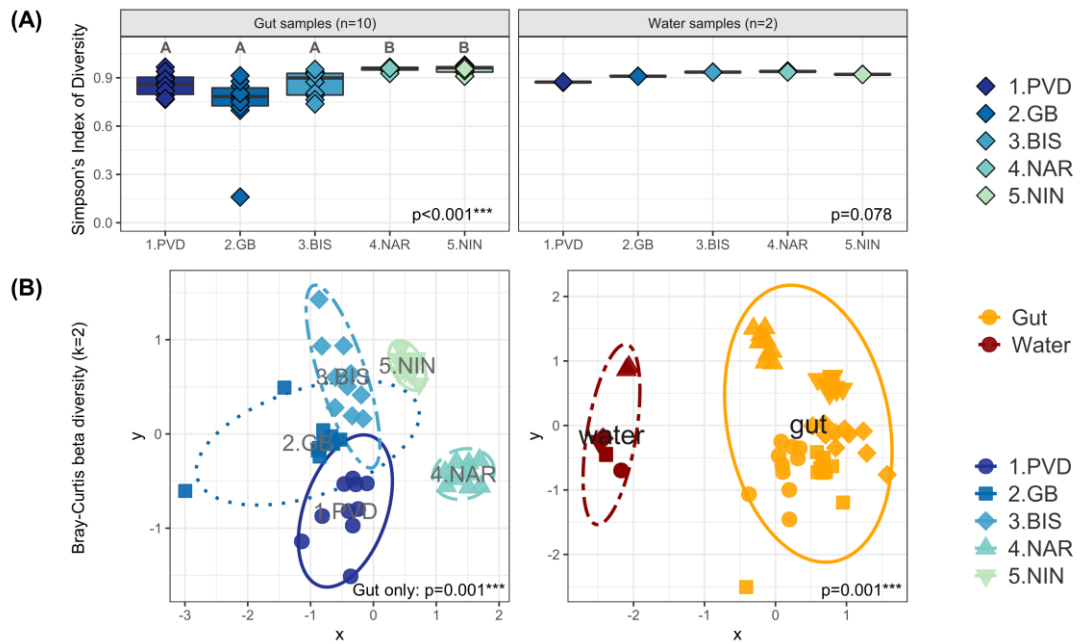 (A)
Gut samples (n=10)
Water samples (n=2)
Simpson's Index of Diversity
0.9
0.6
0.3
0.0
A A A B B
p<0.001***
p=0.078
1.PVD 2.GB 3.BIS 4.NAR 5.NIN
1.PVD 2.GB 3.BIS 4.NAR 5.NIN
1.PVD
2.GB
3.BIS
4.NAR
5.NIN
(B)
Bray-Curtis beta diversity (k=2)
y
1
0
-1
5.NIN
3.BIS
2.GB
4.NAR
1.PVD
Gut only: p=0.001***
-3 -2 -1 0 1 2
x
y
2
1
0
-1
-2
water
gut
p=0.001***
-2 -1 0 1
x
Gut
Water
1.PVD
2.GB
3.BIS
4.NAR
5.NIN